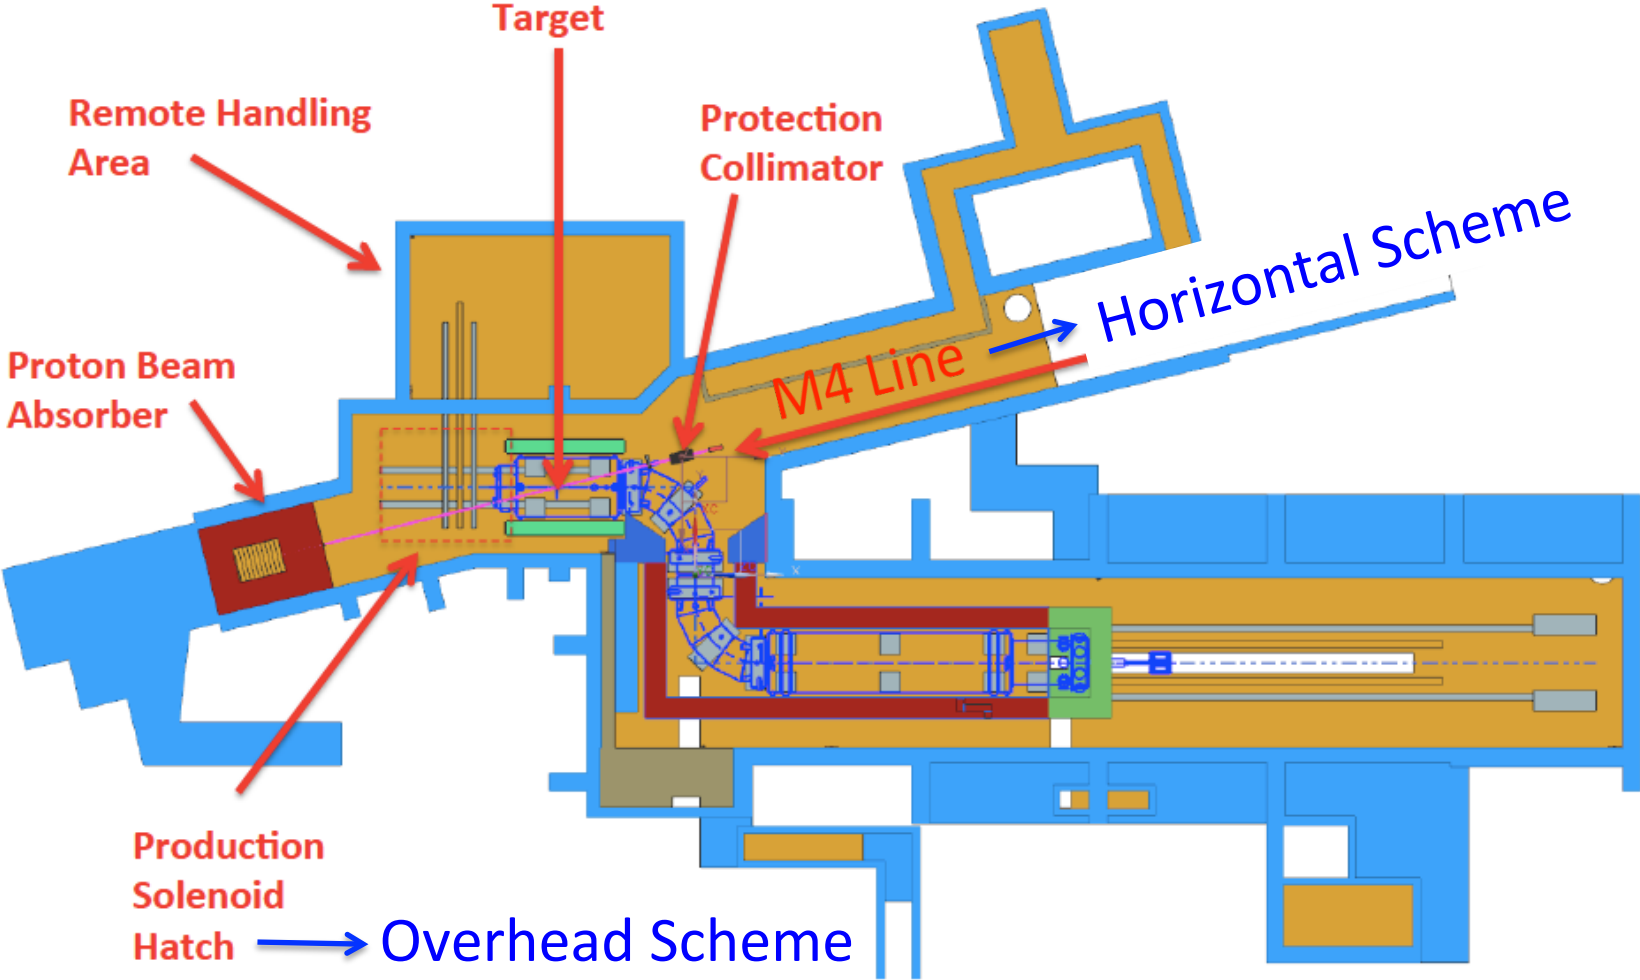 Target
Remote Handling
Area
Protection
Collimator
Horizontal Scheme
M4 Line
Proton Beam
Absorber
Production
Solenoid
Hatch
Overhead Scheme
X